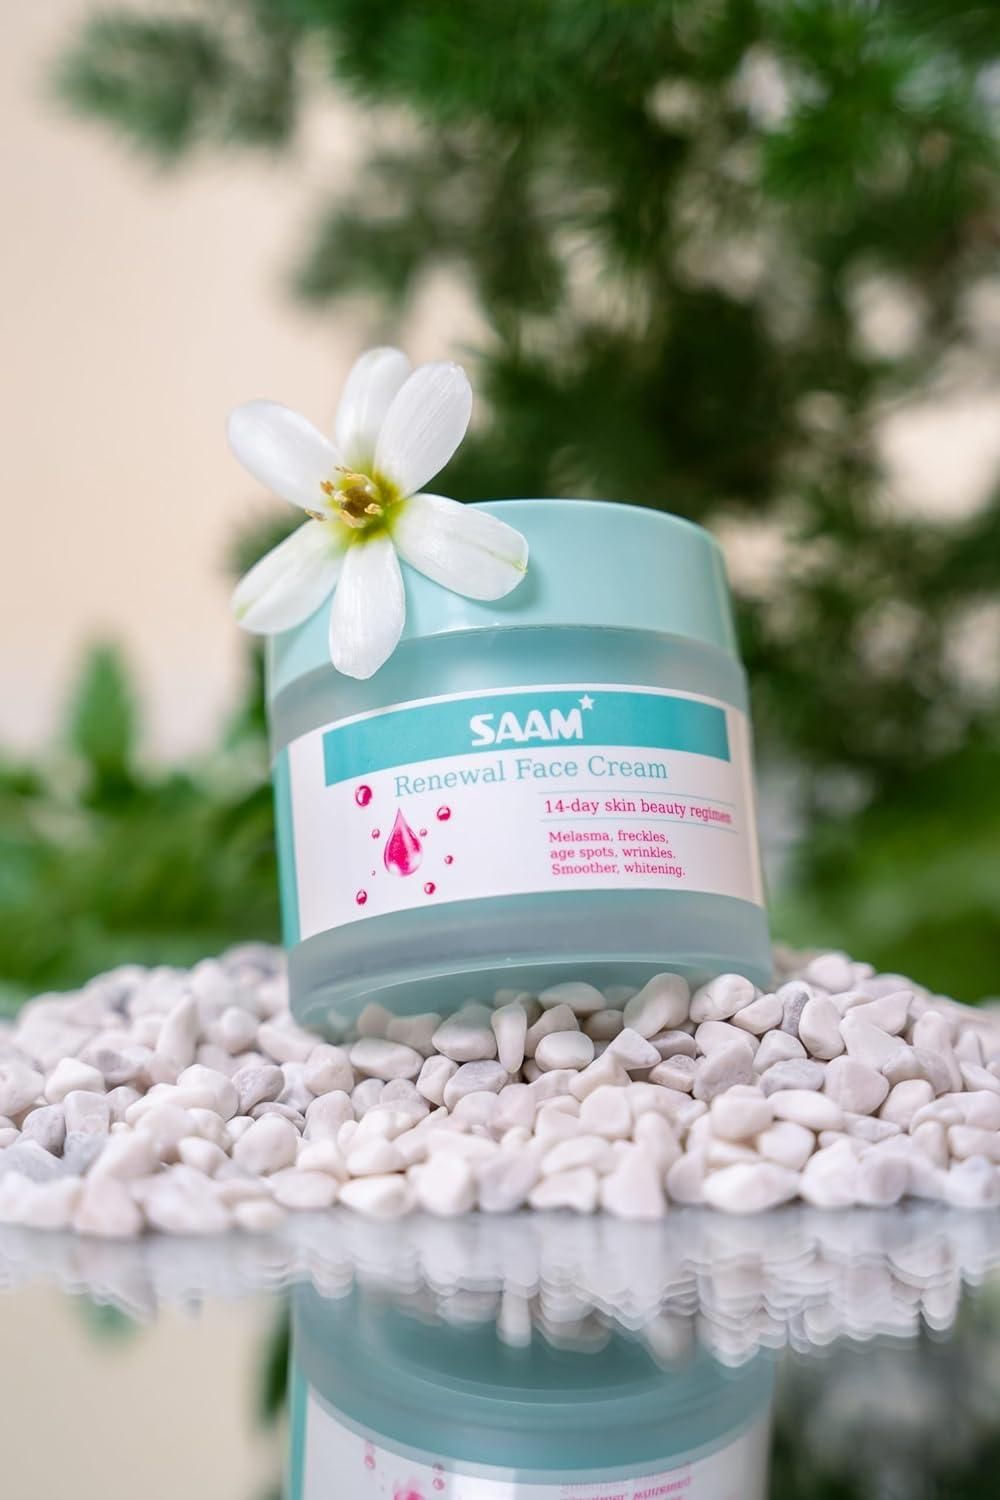 SAAM
Renewal Face Cream
14-day skin beauty regimen
Melasma, freckles,
age spots, wrinkles.
Smoother, whitening.